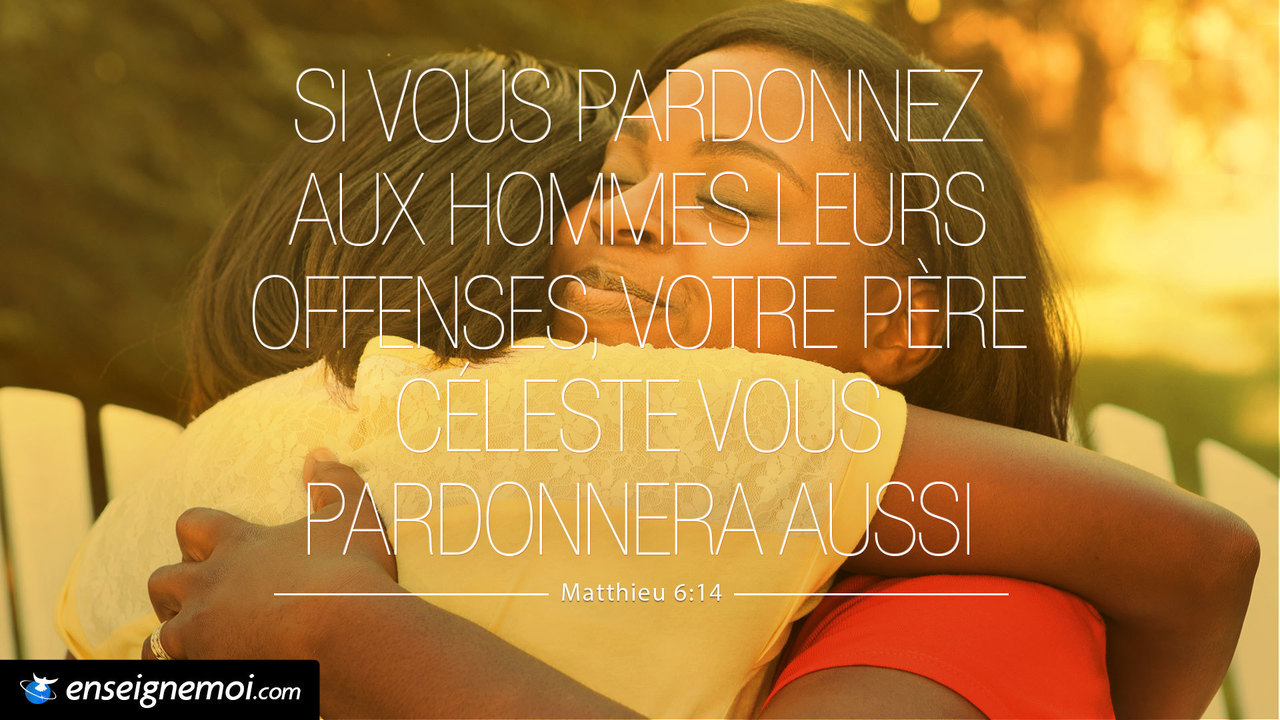 SI VOUS PARDONNEZ
AUX HOMMES LEURS
OFFENSES, VOTRE PÈRE
CÉLESTE VOUS
PARDONNERA AUSSI
Matthieu 6:14
enseignemoi.com